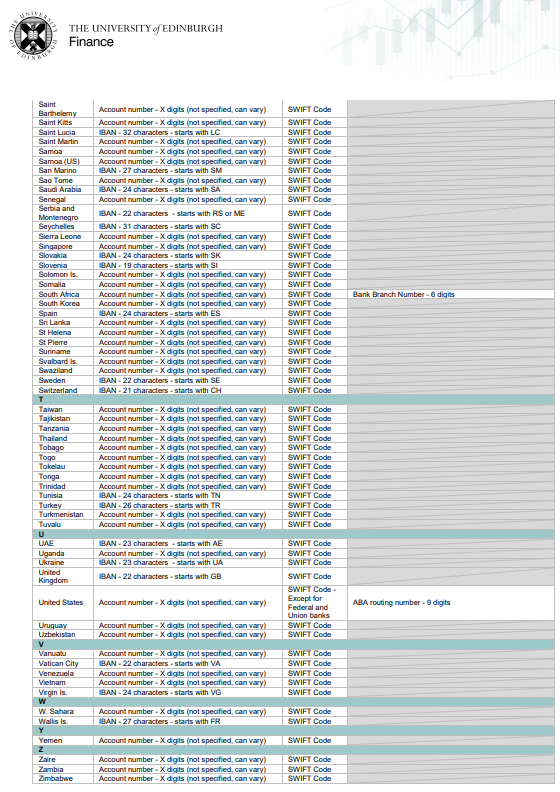 THE UNIVERSITY of EDINBURGH
Finance
Saint Barthelemy Account number - X digits (not specified, can vary) SWIFT Code
Saint Kitts Account number - X digits (not specified, can vary) SWIFT Code
Saint Lucia IBAN - 32 characters - starts with LC SWIFT Code
Saint Martin Account number - X digits (not specified, can vary) SWIFT Code
Samoa Account number - X digits (not specified, can vary) SWIFT Code
Samoa (US) Account number - X digits (not specified, can vary) SWIFT Code
San Marino IBAN - 27 characters - starts with SM SWIFT Code
Sao Tome Account number - X digits (not specified, can vary) SWIFT Code
Saudi Arabia IBAN - 24 characters - starts with SA SWIFT Code
Senegal Account number - X digits (not specified, can vary) SWIFT Code
Serbia and Montenegro IBAN - 22 characters - starts with RS or ME SWIFT Code
Seychelles IBAN - 31 characters - starts with SC SWIFT Code
Sierra Leone Account number - X digits (not specified, can vary) SWIFT Code
Singapore Account number - X digits (not specified, can vary) SWIFT Code
Slovakia IBAN - 24 characters - starts with SK SWIFT Code
Slovenia IBAN - 19 characters - starts with SI SWIFT Code
Solomon Is. Account number - X digits (not specified, can vary) SWIFT Code
Somalia Account number - X digits (not specified, can vary) SWIFT Code
South Africa Account number - X digits (not specified, can vary) SWIFT Code Bank Branch Number - 6 digits
South Korea Account number - X digits (not specified, can vary) SWIFT Code
Spain IBAN - 24 characters - starts with ES SWIFT Code
Sri Lanka Account number - X digits (not specified, can vary) SWIFT Code
St Helena Account number - X digits (not specified, can vary) SWIFT Code
St Pierre Account number - X digits (not specified, can vary) SWIFT Code
Suriname Account number - X digits (not specified, can vary) SWIFT Code
Svalbard Is. Account number - X digits (not specified, can vary) SWIFT Code
Swaziland Account number - X digits (not specified, can vary) SWIFT Code
Sweden IBAN - 22 characters - starts with SE SWIFT Code
Switzerland IBAN - 21 characters - starts with CH SWIFT Code
T
Taiwan Account number - X digits (not specified, can vary) SWIFT Code
Tajikistan Account number - X digits (not specified, can vary) SWIFT Code
Tanzania Account number - X digits (not specified, can vary) SWIFT Code
Thailand Account number - X digits (not specified, can vary) SWIFT Code
Tobago Account number - X digits (not specified, can vary) SWIFT Code
Togo Account number - X digits (not specified, can vary) SWIFT Code
Tokelau Account number - X digits (not specified, can vary) SWIFT Code
Tonga Account number - X digits (not specified, can vary) SWIFT Code
Trinidad Account number - X digits (not specified, can vary) SWIFT Code
Tunisia IBAN - 24 characters - starts with TN SWIFT Code
Turkey IBAN - 26 characters - starts with TR SWIFT Code
Turkmenistan Account number - X digits (not specified, can vary) SWIFT Code
Tuvalu Account number - X digits (not specified, can vary) SWIFT Code
U
UAE IBAN - 23 characters - starts with AE SWIFT Code
Uganda Account number - X digits (not specified, can vary) SWIFT Code
Ukraine IBAN - 23 characters - starts with UA SWIFT Code
United Kingdom IBAN - 22 characters - starts with GB SWIFT Code
United States Account number - X digits (not specified, can vary) SWIFT Code - Except for Federal and Union banks ABA routing number - 9 digits
Uruguay Account number - X digits (not specified, can vary) SWIFT Code
Uzbekistan Account number - X digits (not specified, can vary) SWIFT Code
V
Vanuatu Account number - X digits (not specified, can vary) SWIFT Code
Vatican City IBAN - 22 characters - starts with VA SWIFT Code
Venezuela Account number - X digits (not specified, can vary) SWIFT Code
Vietnam Account number - X digits (not specified, can vary) SWIFT Code
Virgin Is. IBAN - 24 characters - starts with VG SWIFT Code
W
W. Sahara Account number - X digits (not specified, can vary) SWIFT Code
Wallis Is. IBAN - 27 characters - starts with FR SWIFT Code
Y
Yemen Account number - X digits (not specified, can vary) SWIFT Code
Z
Zaire Account number - X digits (not specified, can vary) SWIFT Code
Zambia Account number - X digits (not specified, can vary) SWIFT Code
Zimbabwe Account number - X digits (not specified, can vary) SWIFT Code